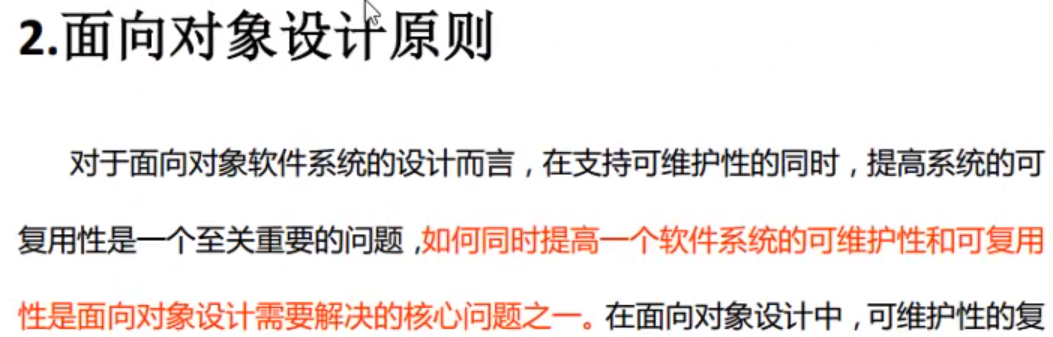 2.面向对象设计原则
对于面向对象软件系统的设计而言，在支持可维护性的同时，提高系统的可
复用性是一个至关重要的问题，如何同时提高一个软件系统的可维护性和可复用
性是面向对象设计需要解决的核心问题之一。在面向对象设计中，可维护性的复